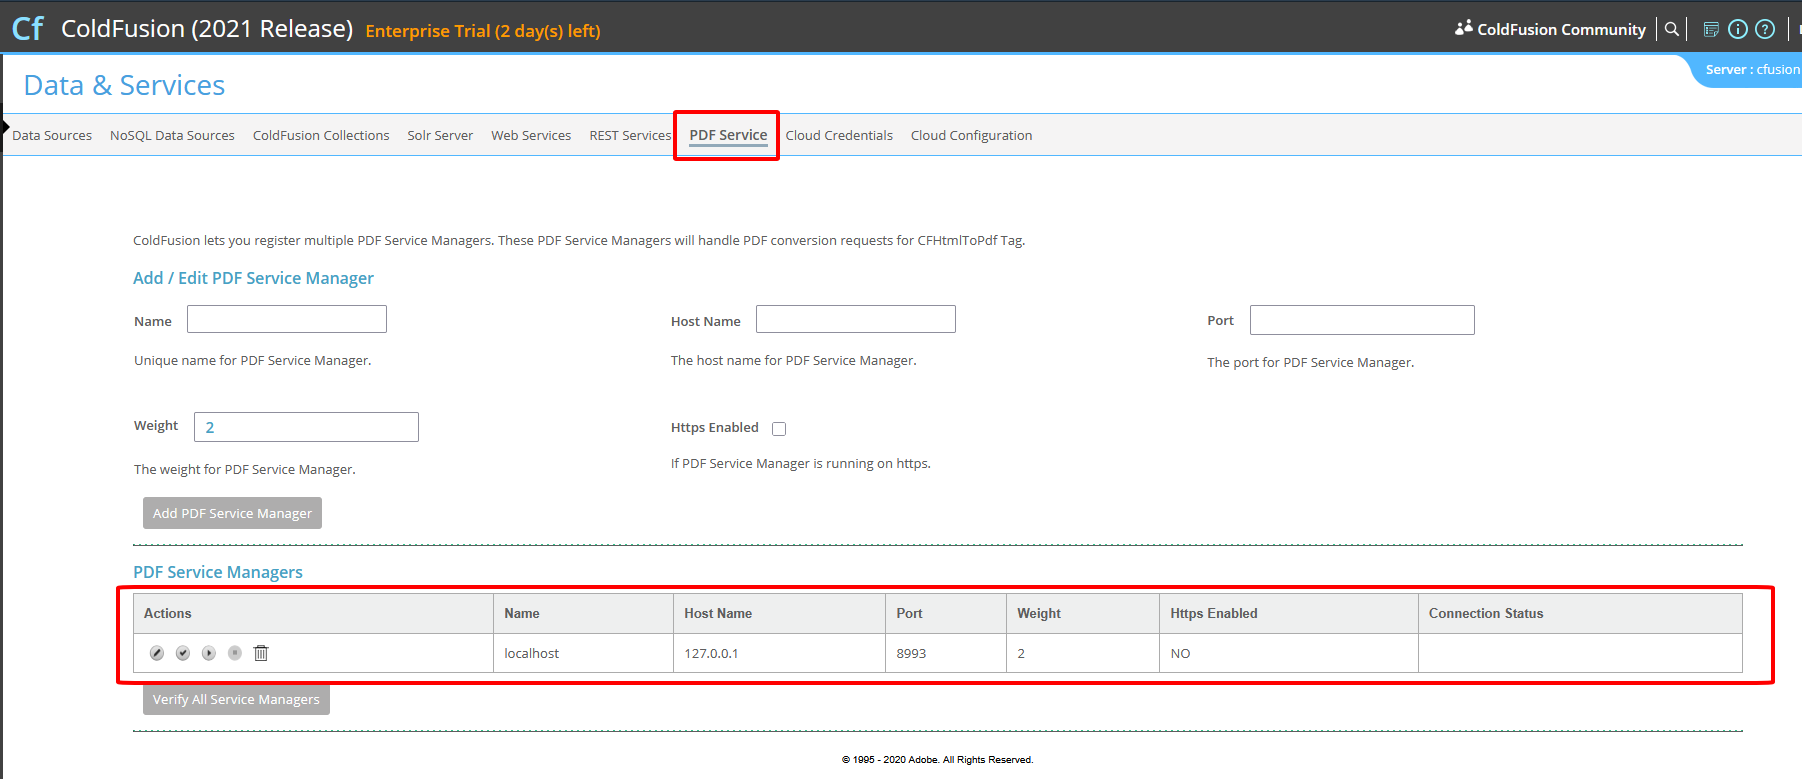 Cf ColdFusion (2021 Release) Enterprise Trial (2 day(s) left) ColdFusion Community
Server : cfusion
Data & Services
Data Sources NoSQL Data Sources ColdFusion Collections Solr Server Web Services REST Services PDF Service Cloud Credentials Cloud Configuration
ColdFusion lets you register multiple PDF Service Managers. These PDF Service Managers will handle PDF conversion requests for CFHtmlToPdf Tag.
Add / Edit PDF Service Manager
Name Host Name Port
Unique name for PDF Service Manager. The host name for PDF Service Manager. The port for PDF Service Manager.
Weight 2 Https Enabled
The weight for PDF Service Manager. If PDF Service Manager is running on https.
Add PDF Service Manager
PDF Service Managers
Actions Name Host Name Port Weight Https Enabled Connection Status
localhost 127.0.0.1 8993 2 NO
Verify All Service Managers
© 1995 - 2020 Adobe. All Rights Reserved.